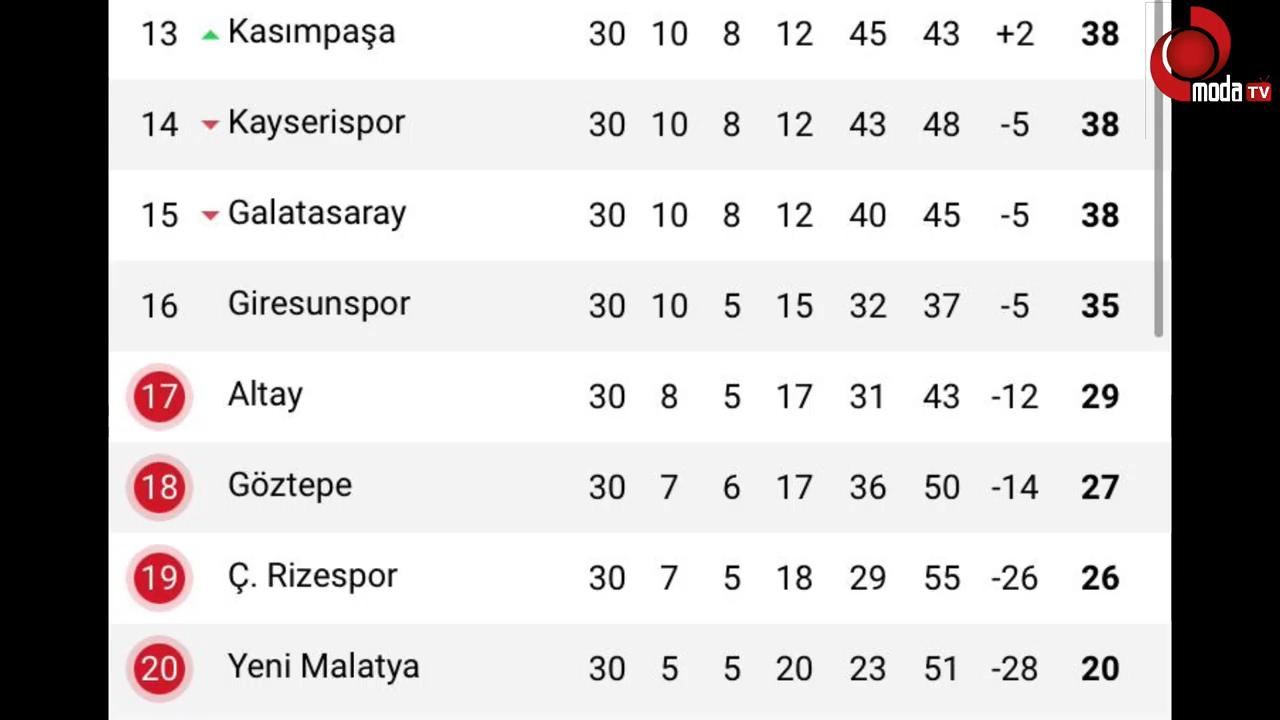 13 Kasımpaşa 30 10 8 12 45 43 +2 38
14 Kayserispor 30 10 8 12 43 48 -5 38
15 Galatasaray 30 10 8 12 40 45 -5 38
16 Giresunspor 30 10 5 15 32 37 -5 35
17 Altay 30 8 5 17 31 43 -12 29
18 Göztepe 30 7 6 17 36 50 -14 27
19 Ç. Rizespor 30 7 5 18 29 55 -26 26
20 Yeni Malatya 30 5 5 20 23 51 -28 20
moda TV